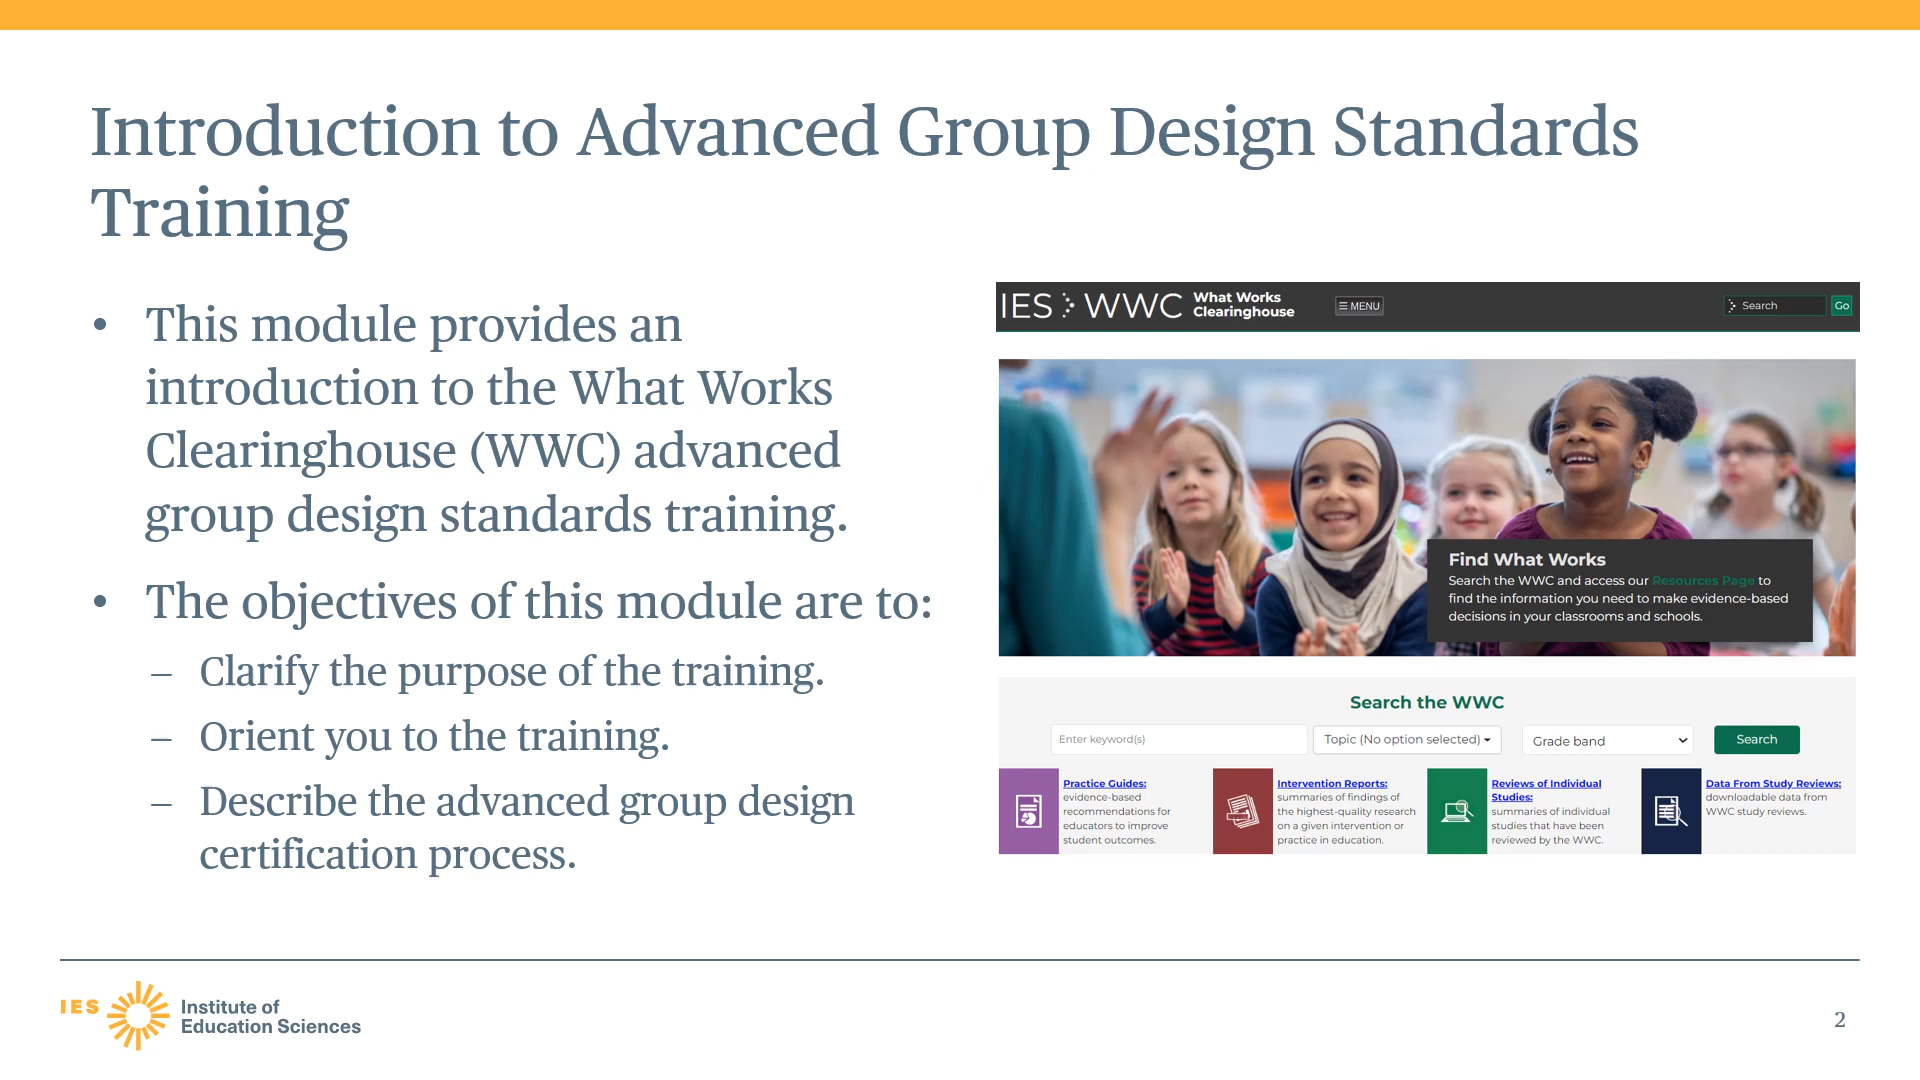 Introduction to Advanced Group Design Standards
Training
• This module provides an
introduction to the What Works
Clearinghouse (WWC) advanced
group design standards training.
• The objectives of this module are to:
– Clarify the purpose of the training.
– Orient you to the training.
– Describe the advanced group design
certification process.
IES WWC What Works
Clearinghouse
MENU
Search
Go
Find What Works
Search the WWC and access our Resources Page to
find the information you need to make evidence-based
decisions in your classrooms and schools.
Search the WWC
Enter keyword(s)
Topic (No option selected)
Grade band
Search
Practice Guides:
evidence-based
recommendations for
educators to improve
student outcomes.
Intervention Reports:
summaries of findings of
the highest-quality research
on a given intervention or
practice in education.
Reviews of Individual
Studies:
summaries of individual
studies that have been
reviewed by the WWC.
Data From Study Reviews:
downloadable data from
WWC study reviews.
IES
Institute of
Education Sciences
2